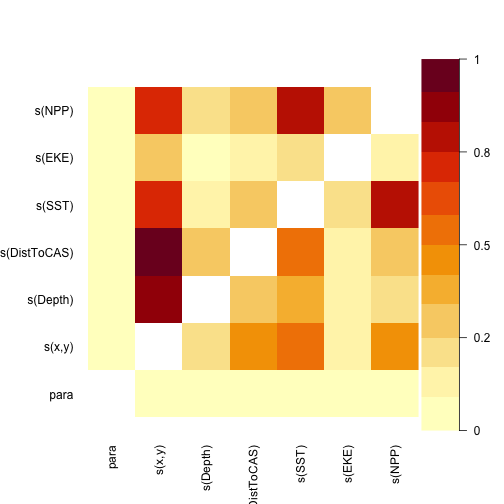 s(NPP)
s(EKE)
s(SST)
s(DistToCAS)
s(Depth)
s(x,y)
para
1
0.8
0.5
0.2
0
para
s(x,y)
s(Depth)
DistToCAS)
s(SST)
s(EKE)
s(NPP)